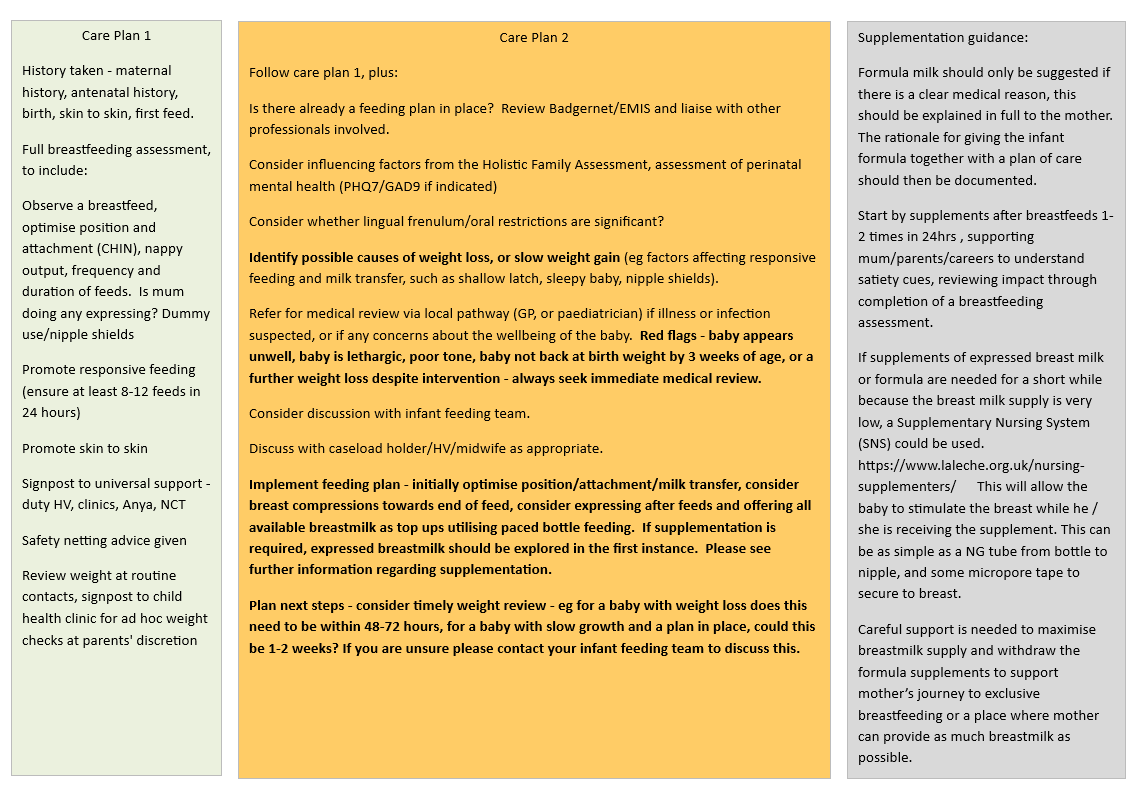 Care Plan 1
History taken - maternal
history, antenatal history,
birth, skin to skin, first feed.
Full breastfeeding assessment,
to include:
Observe a breastfeed,
optimise position and
attachment (CHIN), nappy
output, frequency and
duration of feeds.  Is mum
doing any expressing? Dummy
use/nipple shields
Promote responsive feeding
(ensure at least 8-12 feeds in
24 hours)
Promote skin to skin
Signpost to universal support -
duty HV, clinics, Anya, NCT
Safety netting advice given
Review weight at routine
contacts, signpost to child
health clinic for ad hoc weight
checks at parents' discretion
Care Plan 2
Follow care plan 1, plus:
Is there already a feeding plan in place?  Review Badgernet/EMIS and liaise with other
professionals involved.
Consider influencing factors from the Holistic Family Assessment, assessment of perinatal
mental health (PHQ7/GAD9 if indicated)
Consider whether lingual frenulum/oral restrictions are significant?
Identify possible causes of weight loss, or slow weight gain (eg factors affecting responsive
feeding and milk transfer, such as shallow latch, sleepy baby, nipple shields).
Refer for medical review via local pathway (GP, or paediatrician) if illness or infection
suspected, or if any concerns about the wellbeing of the baby.  Red flags - baby appears
unwell, baby is lethargic, poor tone, baby not back at birth weight by 3 weeks of age, or a
further weight loss despite intervention - always seek immediate medical review.
Consider discussion with infant feeding team.
Discuss with caseload holder/HV/midwife as appropriate.
Implement feeding plan - initially optimise position/attachment/milk transfer, consider
breast compressions towards end of feed, consider expressing after feeds and offering all
available breastmilk as top ups utilising paced bottle feeding.  If supplementation is
required, expressed breastmilk should be explored in the first instance.  Please see
further information regarding supplementation.
Plan next steps - consider timely weight review - eg for a baby with weight loss does this
need to be within 48-72 hours, for a baby with slow growth and a plan in place, could this
be 1-2 weeks? If you are unsure please contact your infant feeding team to discuss this.
Supplementation guidance:
Formula milk should only be suggested if
there is a clear medical reason, this
should be explained in full to the mother.
The rationale for giving the infant
formula together with a plan of care
should then be documented.
Start by supplements after breastfeeds 1-
2 times in 24hrs , supporting
mum/parents/careers to understand
satiety cues, reviewing impact through
completion of a breastfeeding
assessment.
If supplements of expressed breast milk
or formula are needed for a short while
because the breast milk supply is very
low, a Supplementary Nursing System
(SNS) could be used.
https://www.laleche.org.uk/nursing-
supplementers/     This will allow the
baby to stimulate the breast while he /
she is receiving the supplement. This can
be as simple as a NG tube from bottle to
nipple, and some micropore tape to
secure to breast.
Careful support is needed to maximise
breastmilk supply and withdraw the
formula supplements to support
mother’s journey to exclusive
breastfeeding or a place where mother
can provide as much breastmilk as
possible.